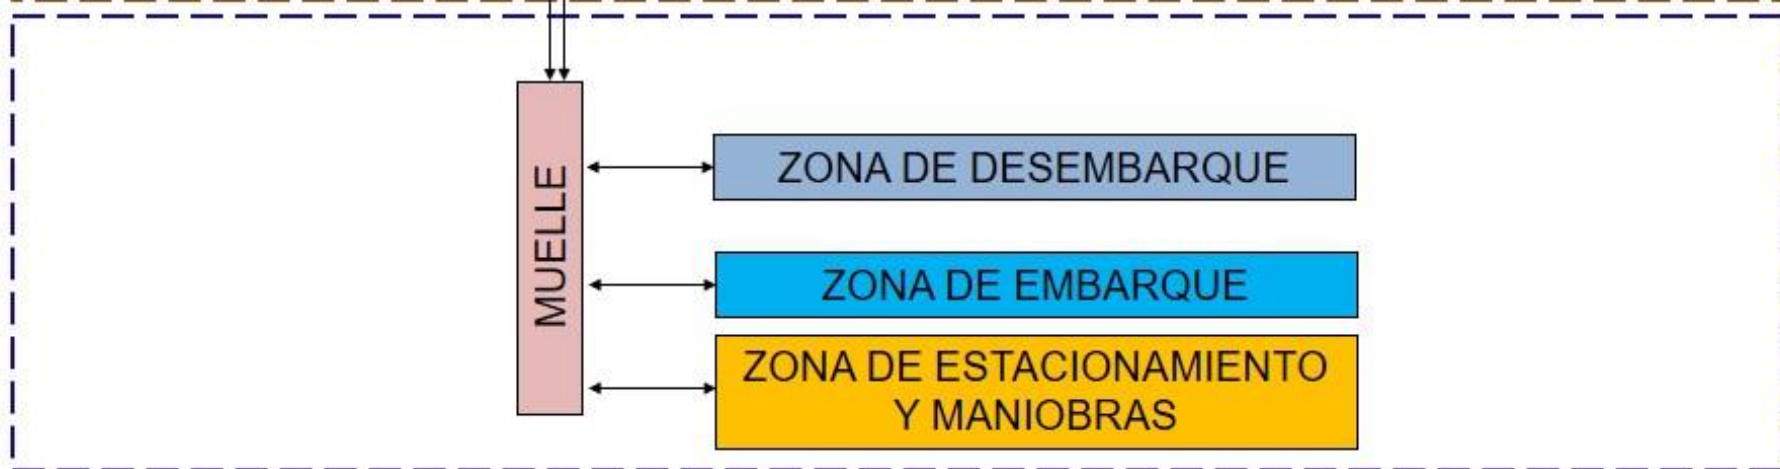 MUELLE
ZONA DE DESEMBARQUE
ZONA DE EMBARQUE
ZONA DE ESTACIONAMIENTO
Y MANIOBRAS